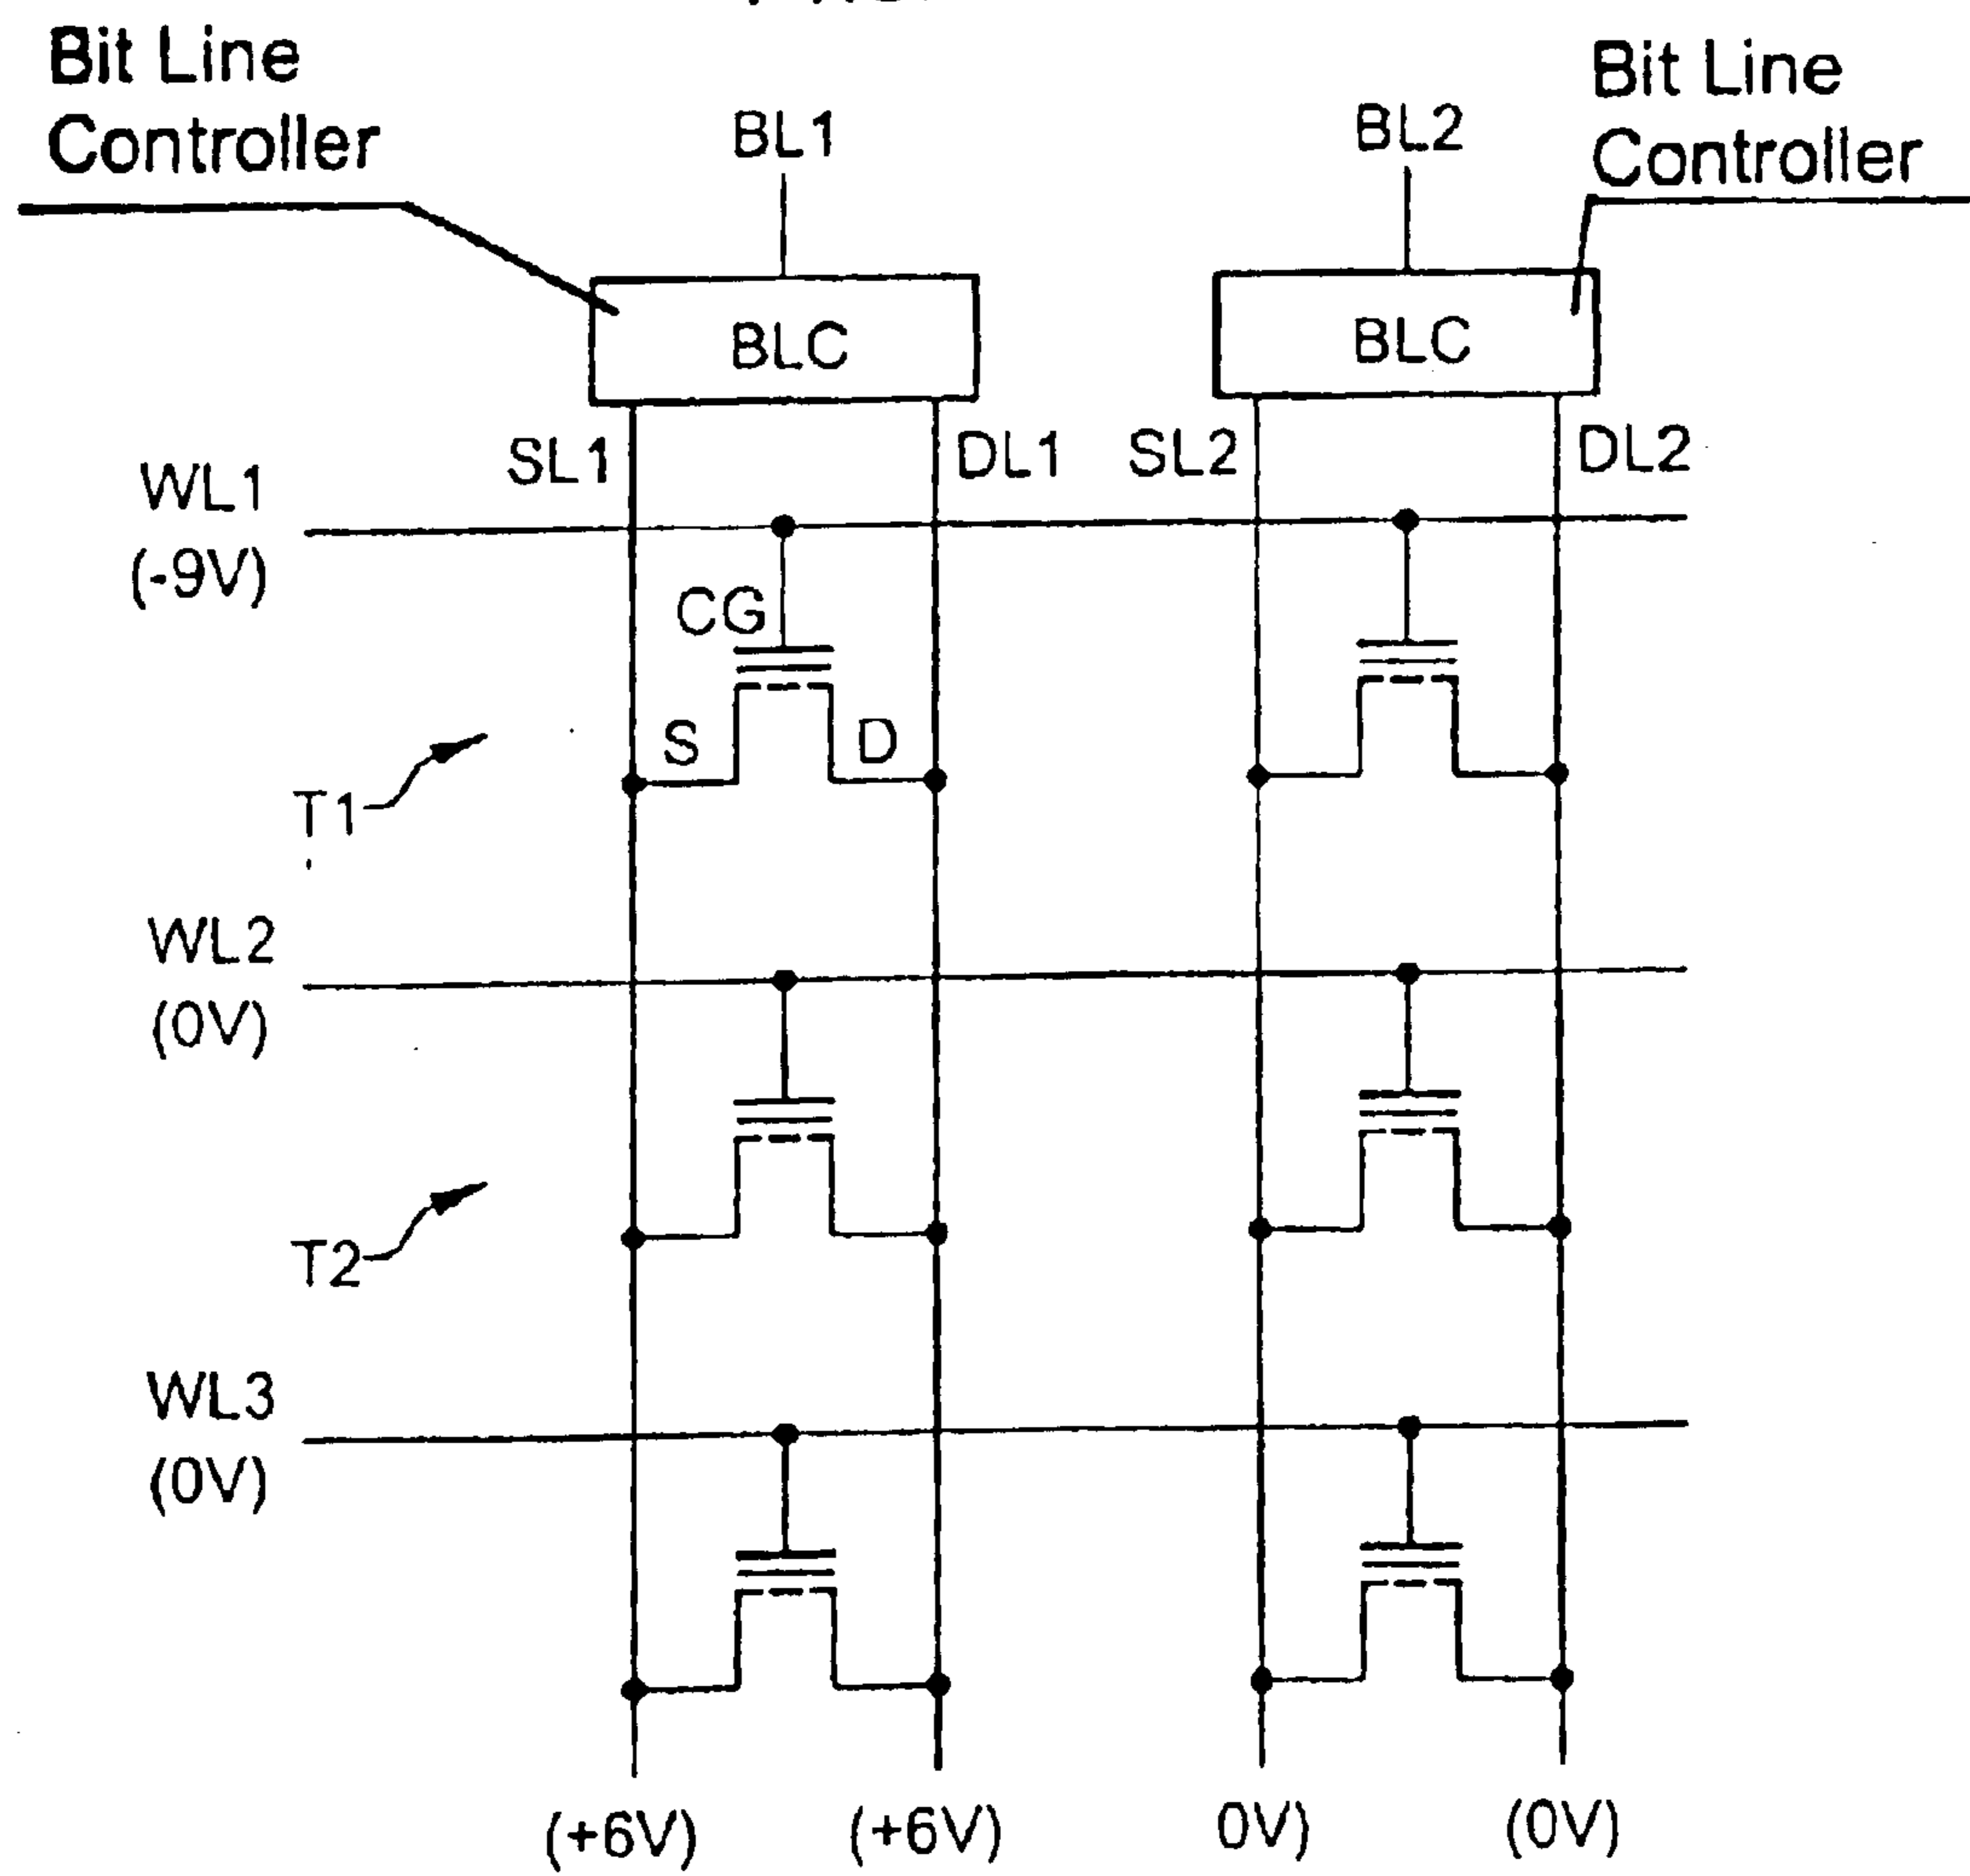 Bit Line
Controller
Bit Line
Controller
BL1
BL2
BLC
BLC
SL1
DL1
SL2
DL2
WL1
(-9V)
CG
S
D
T1
WL2
(0V)
T2
WL3
(0V)
(+6V)
(+6V)
0V)
(0V)